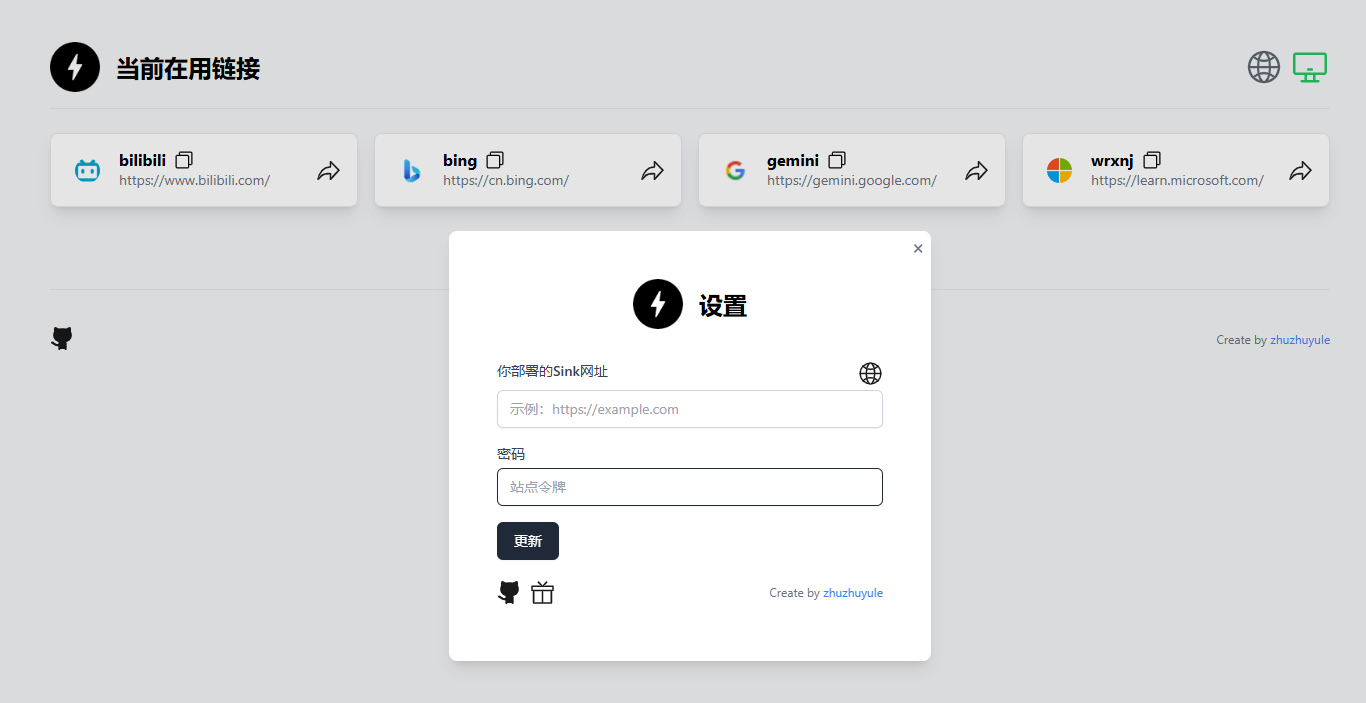 当前在用链接
bilibili
https://www.bilibili.com/
bing
https://cn.bing.com/
gemini
https://gemini.google.com/
wrxnj
https://learn.microsoft.com/
设置
你部署的Sink网址
示例：https://example.com
密码
站点令牌
更新
Create by zhuzhuyule
Create by zhuzhuyule